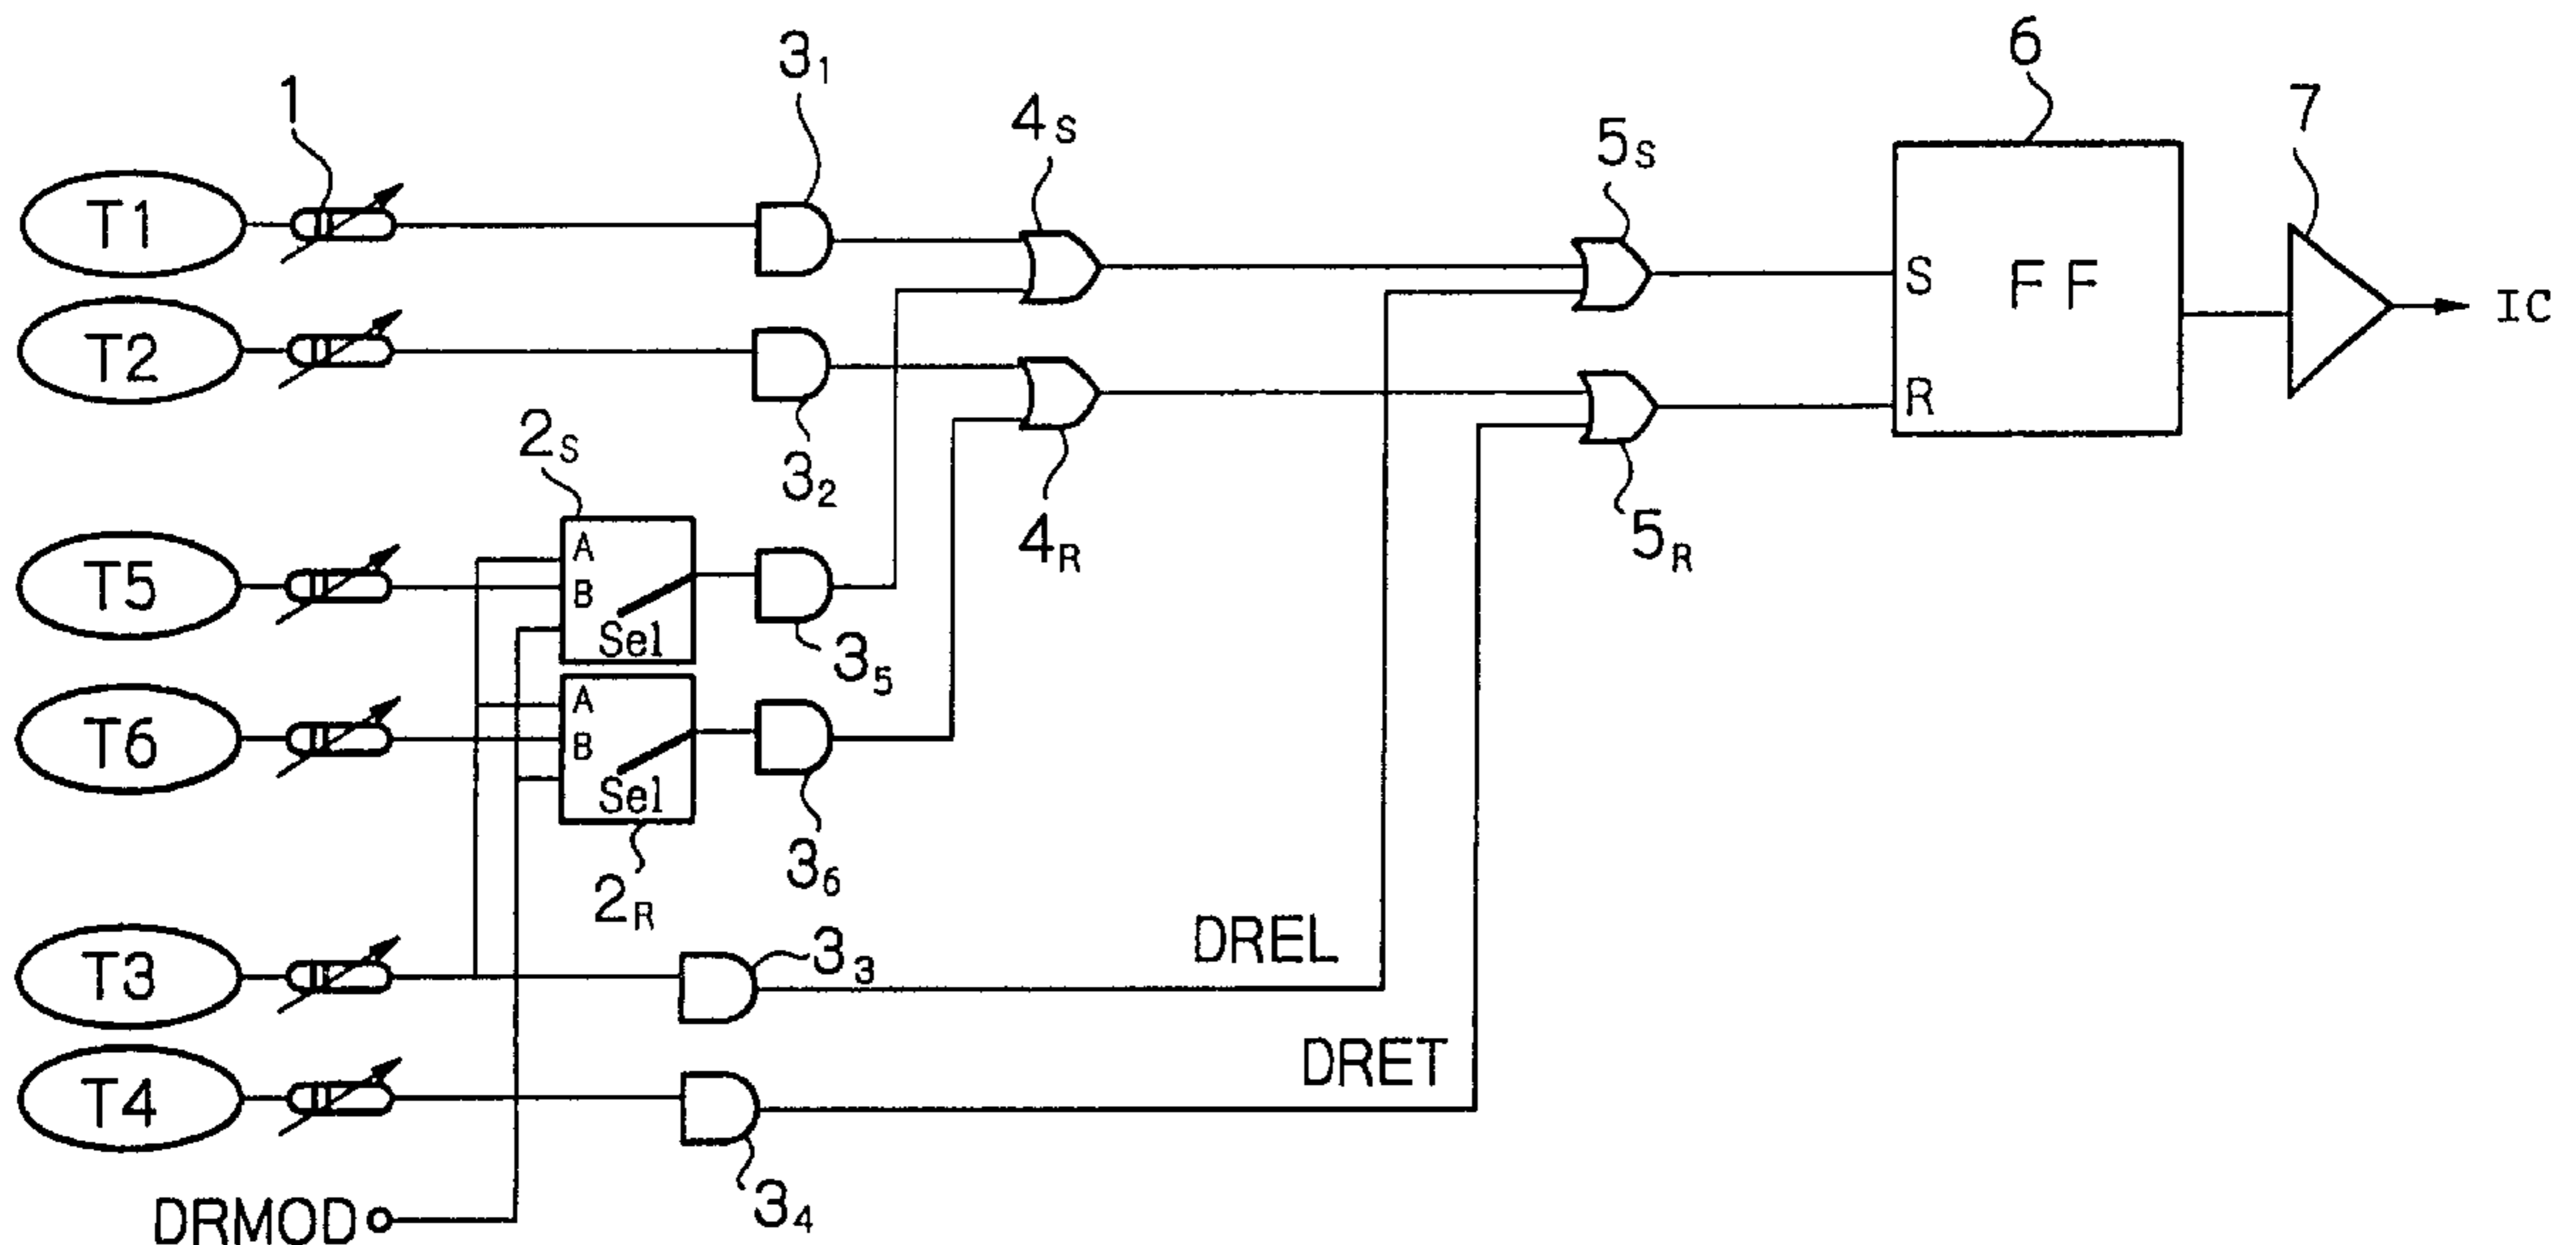 1
3₁
4S
5S
6
7
T1
T2
S
FF
R
IC
2S
3₂
4R
5R
T5
A
B
Sel
3₅
T6
A
B
Sel
3₆
2R
T3
3₃
DREL
T4
DRET
3₄
DRMOD